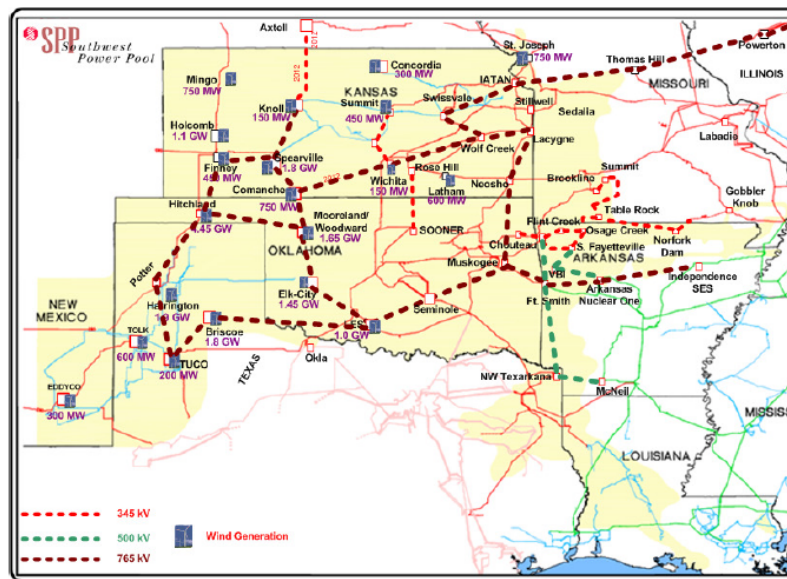 SPP
Southwest
Power Pool
Axtell
2012
2012
Concordia
300 MW
St. Joseph
750 MW
Powerton
Thomas Hill
Mingo
750 MW
KANSAS
IATAN
MISSOURI
ILLINOIS
Knoll
150 MW
Summit
450 MW
Swissvale
Stilwell
Sedalia
Holcomb
1.1 GW
Lacygne
Labadie
Wolf Creek
Finney
450 MW
Spearville
1.8 GW
Rose Hill
Summit
Wichita
150 MW
Latham
600 MW
Neosho
Brookline
Comanche
750 MW
2012
Gobbler
Knob
Hitchland
1.45 GW
Mooreland/
Woodward
1.65 GW
Table Rock
Flint Creek
SOONER
Osage Creek
Norfork
Dam
OKLAHOMA
Chouteau
S. Fayetteville
ARKANSAS
Muskogee
Potter
VBI
Independence
SES
Elk-City
1.45 GW
Arkansas
Nuclear One
NEW
MEXICO
Harrington
1.3 GW
Ft. Smith
Seminole
Briscoe
1.8 GW
LES
1.0 GW
TOLK
600 MW
TUCO
200 MW
TEXAS
Okla
NW Texarkana
EDDYCO
300 MW
McNeil
MISSISS
LOUISIANA
345 kV
500 kV
Wind Generation
765 kV